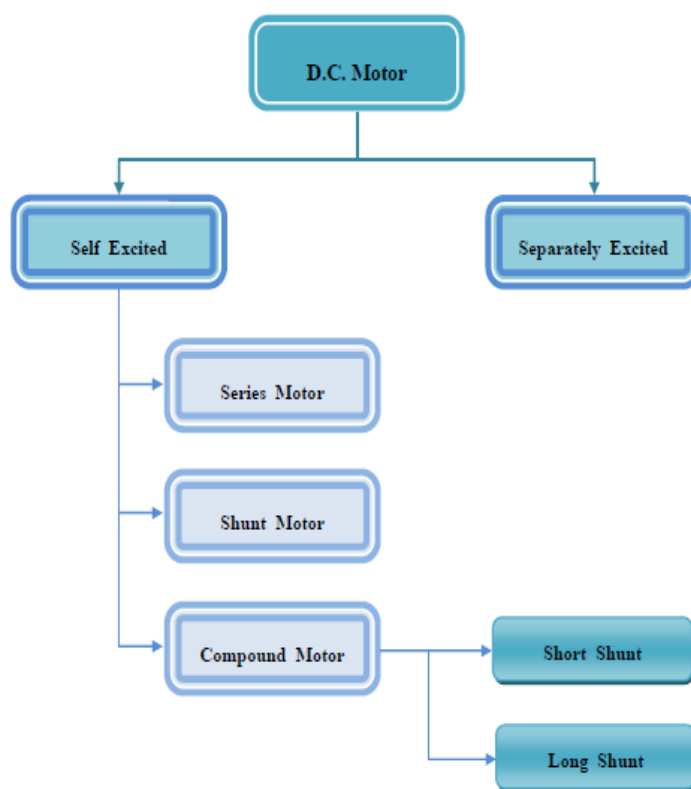 D.C. Motor
Self Excited
Separately Excited
Series Motor
Shunt Motor
Compound Motor
Short Shunt
Long Shunt